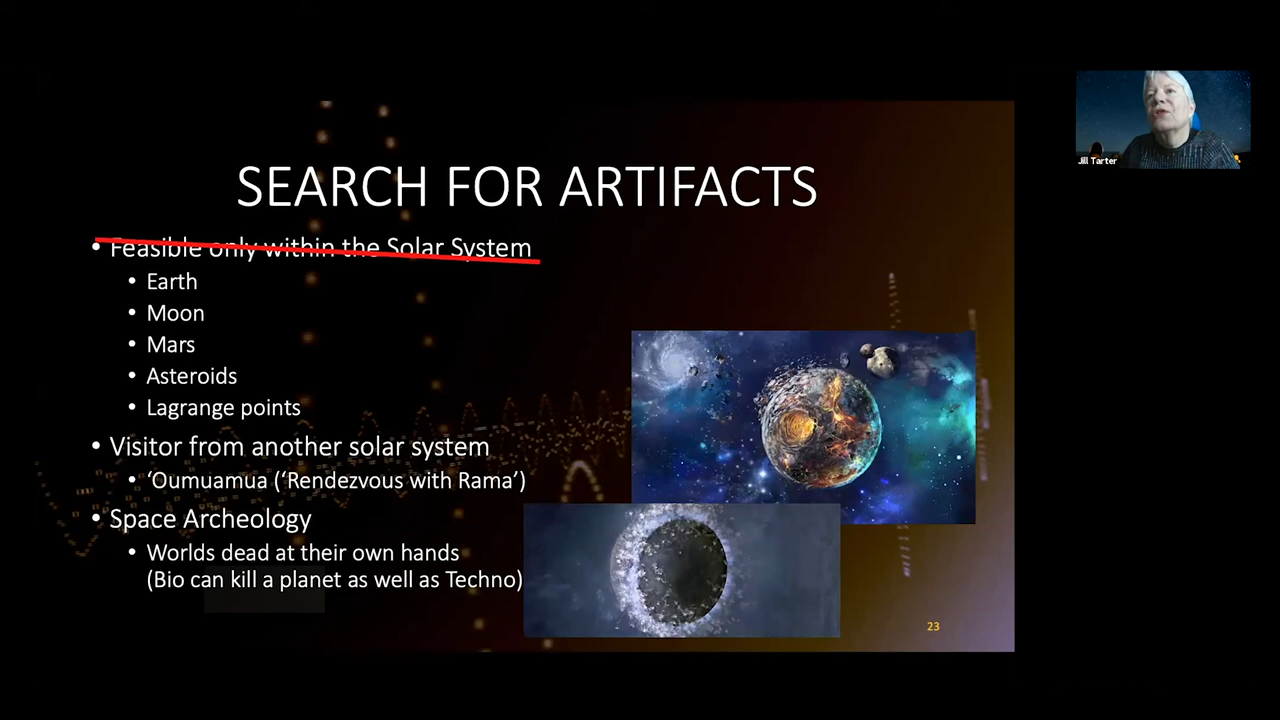 SEARCH FOR ARTIFACTS
• Feasible only within the Solar System
• Earth
• Moon
• Mars
• Asteroids
• Lagrange points
• Visitor from another solar system
• ‘Oumuamua (‘Rendezvous with Rama’)
• Space Archeology
• Worlds dead at their own hands
(Bio can kill a planet as well as Techno)
23
Jill Tarter